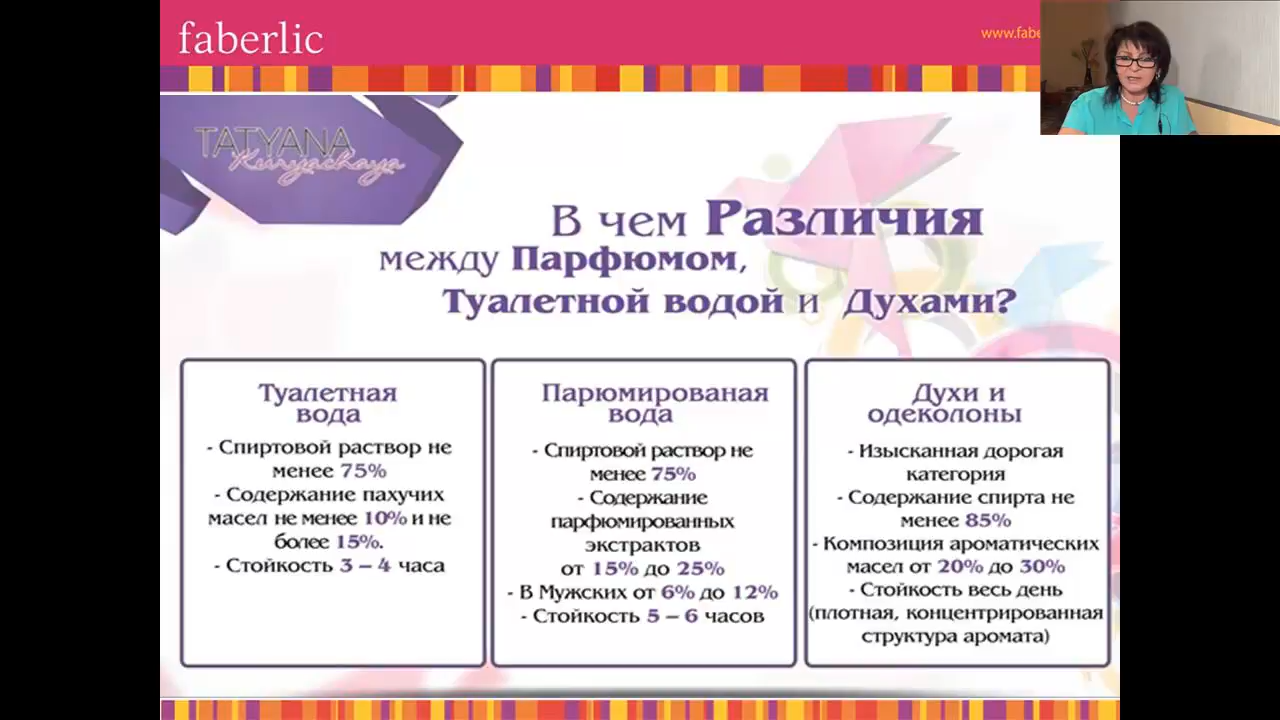 faberlic
www.fabe
TATYANA
Kuryachaya
В чем Различия
между Парфюмом,
Туалетной водой и Духами?
Туалетная
вода
- Спиртовой раствор не
менее 75%
- Содержание пахучих
масел не менее 10% и не
более 15%.
- Стойкость 3 – 4 часа
Парюмированая
вода
- Спиртовой раствор не
менее 75%
- Содержание
парфюмированных
экстрактов
от 15% до 25%
- В Мужских от 6% до 12%
- Стойкость 5 – 6 часов
Духи и
одеколоны
- Изысканная дорогая
категория
- Содержание спирта не
менее 85%
- Композиция ароматических
масел от 20% до 30%
- Стойкость весь день
(плотная, концентрированная
структура аромата)